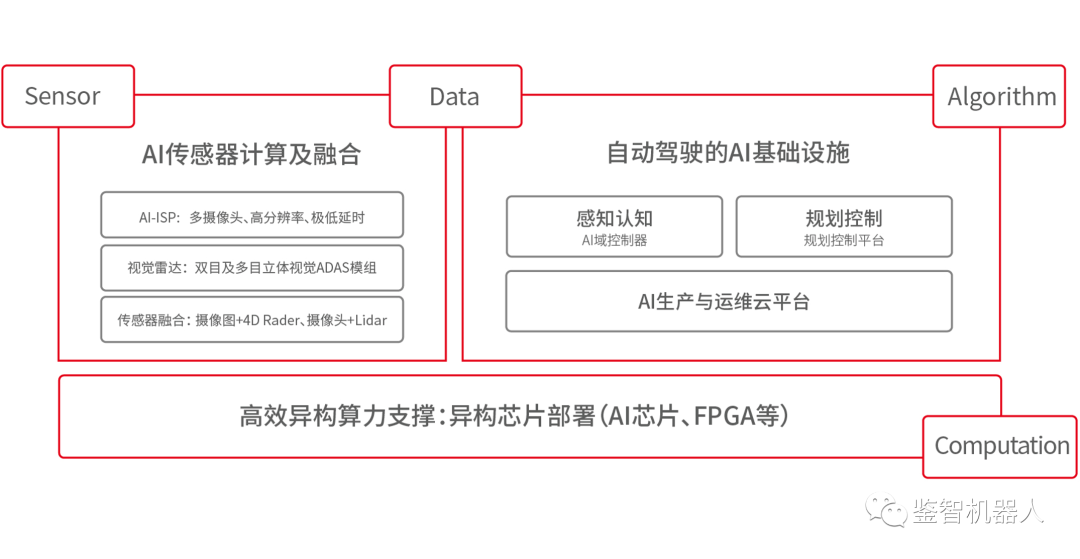 Sensor
Data
Algorithm
AI传感器计算及融合
AI-ISP：多摄像头、高分辨率、极低延时
视觉雷达：双目及多目立体视觉ADAS模组
传感器融合：摄像图+4D Rader、摄像头+Lidar
自动驾驶的AI基础设施
感知认知
AI域控制器
规划控制
规划控制平台
AI生产与运维云平台
高效异构算力支撑：异构芯片部署（AI芯片、FPGA等）
Computation
鉴智机器人